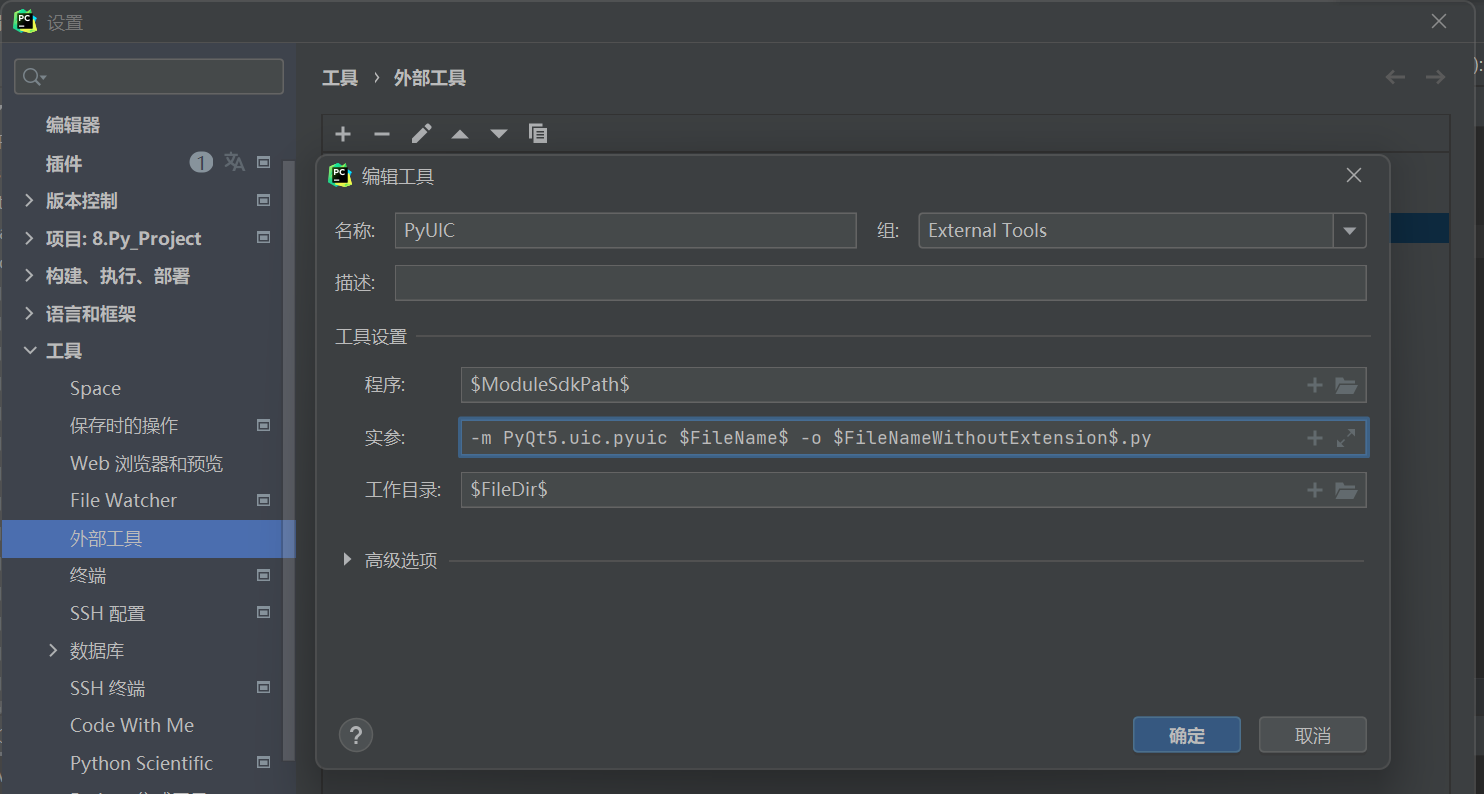 设置
编辑器
插件 1
版本控制
项目: 8.Py_Project
构建、执行、部署
语言和框架
工具
Space
保存时的操作
Web 浏览器和预览
File Watcher
外部工具
终端
SSH 配置
数据库
SSH 终端
Code With Me
Python Scientific
工具 › 外部工具
PC 编辑工具
名称: PyUIC 组: External Tools
描述:
工具设置
程序: $ModuleSdkPath$
实参: -m PyQt5.uic.pyuic $FileName$ -o $FileNameWithoutExtension$.py
工作目录: $FileDir$
高级选项
?
确定 取消